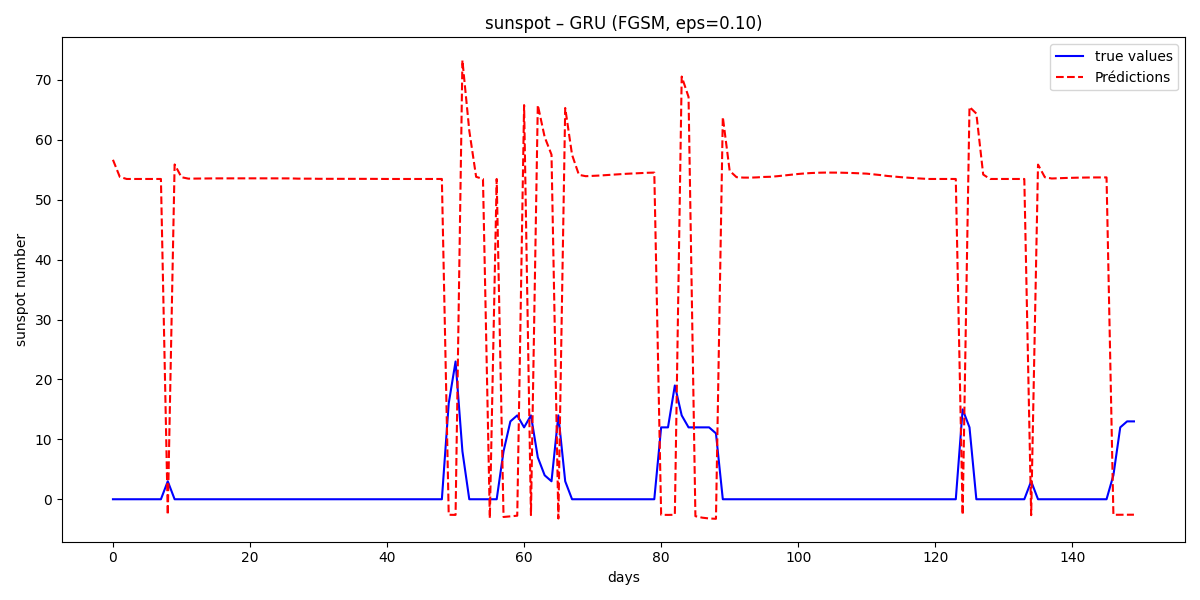 sunspot – GRU (FGSM, eps=0.10)
true values
Prédictions
sunspot number
70
60
50
40
30
20
10
0
0 20 40 60 80 100 120 140
days